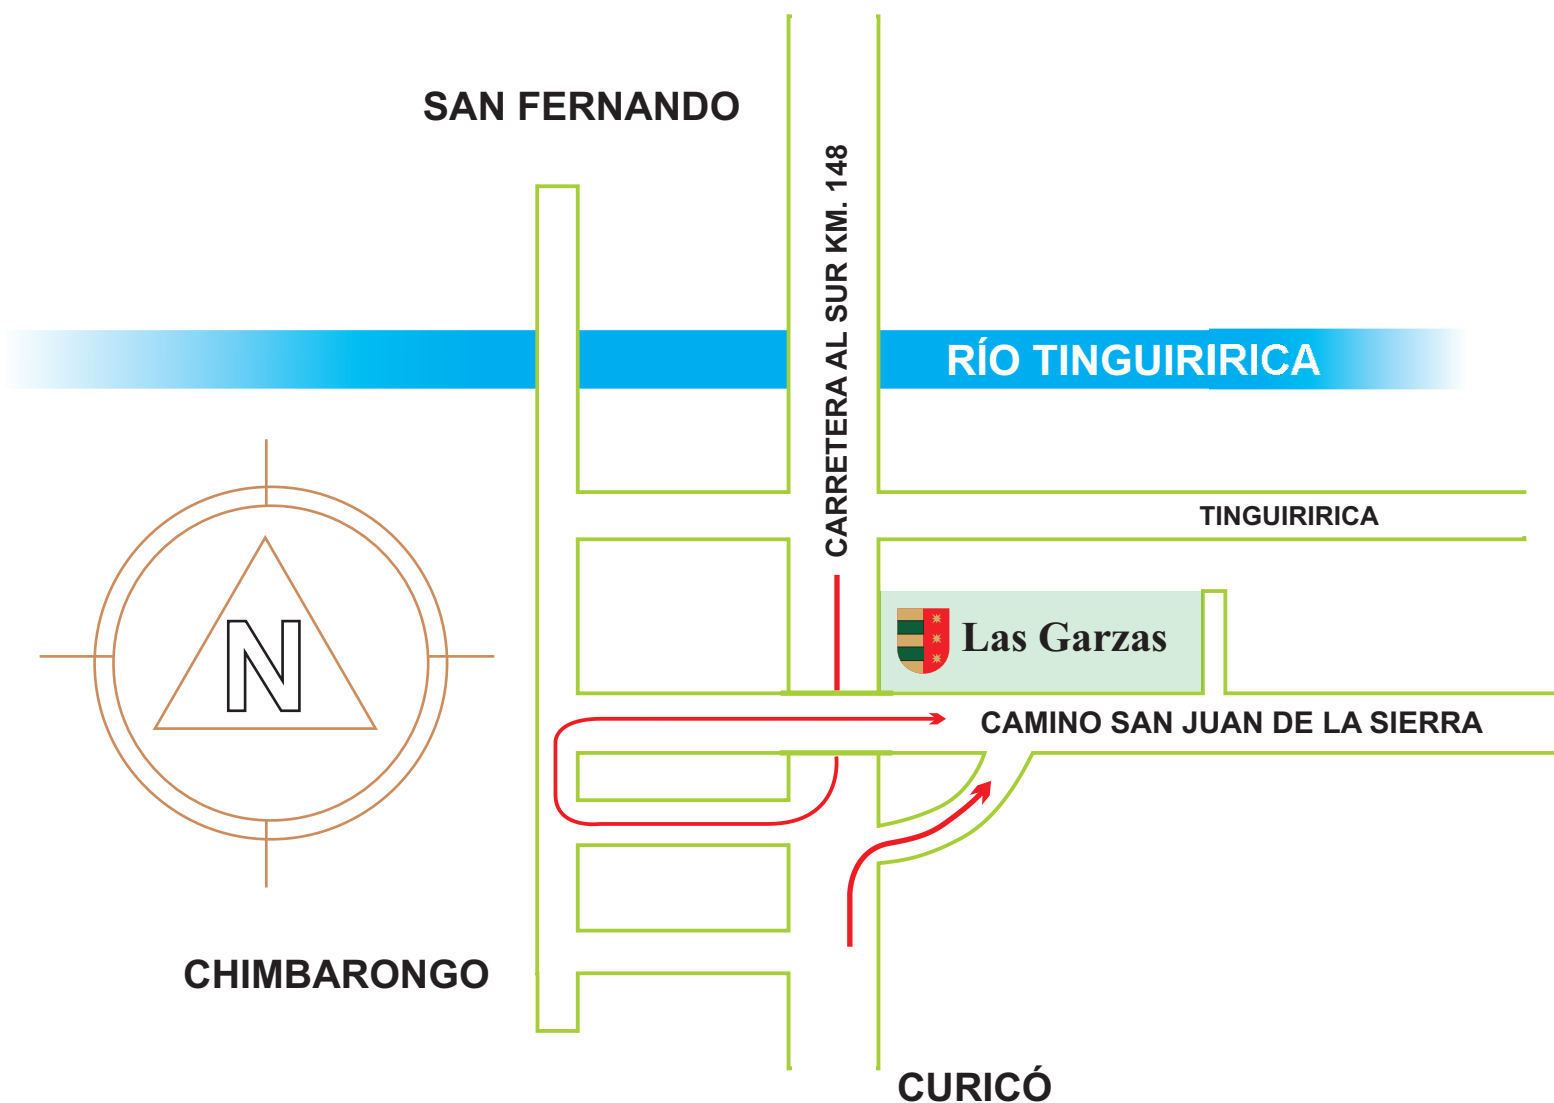 SAN FERNANDO
CARRETERA AL SUR KM. 148
RÍO TINGUIRIRICA
TINGUIRIRICA
Las Garzas
N
CAMINO SAN JUAN DE LA SIERRA
CHIMBARONGO
CURICÓ